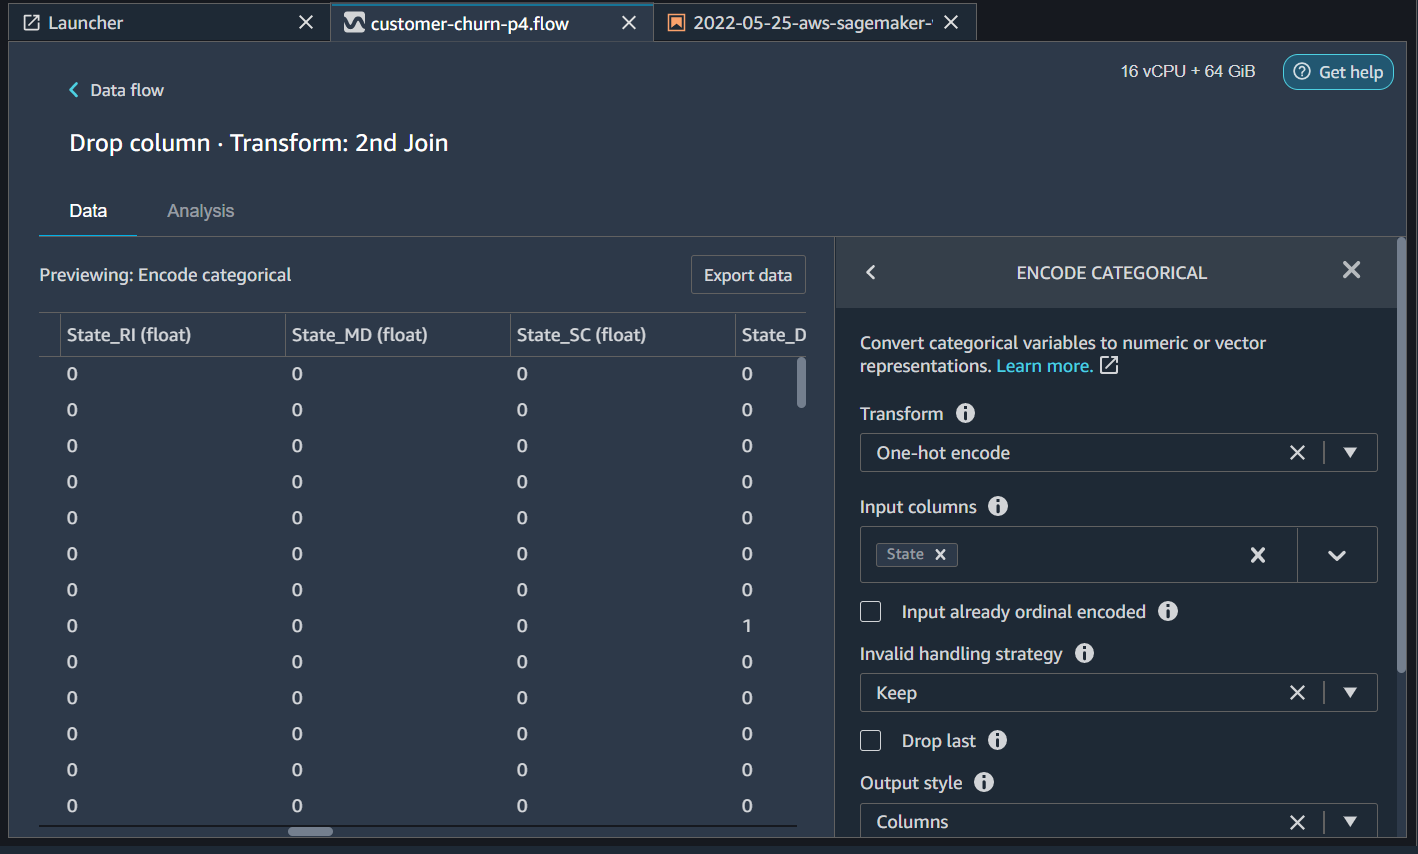 Launcher
customer-churn-p4.flow
2022-05-25-aws-sagemaker-
16 vCPU + 64 GiB
Get help
Data flow
Drop column · Transform: 2nd Join
Data
Analysis
Previewing: Encode categorical
Export data
State_RI (float) State_MD (float) State_SC (float) State_D
0 0 0 0
0 0 0 0
0 0 0 0
0 0 0 0
0 0 0 0
0 0 0 0
0 0 0 0
0 0 0 1
0 0 0 0
0 0 0 0
0 0 0 0
0 0 0 0
0 0 0 0
ENCODE CATEGORICAL
Convert categorical variables to numeric or vector
representations. Learn more.
Transform
One-hot encode
Input columns
State
Input already ordinal encoded
Invalid handling strategy
Keep
Drop last
Output style
Columns